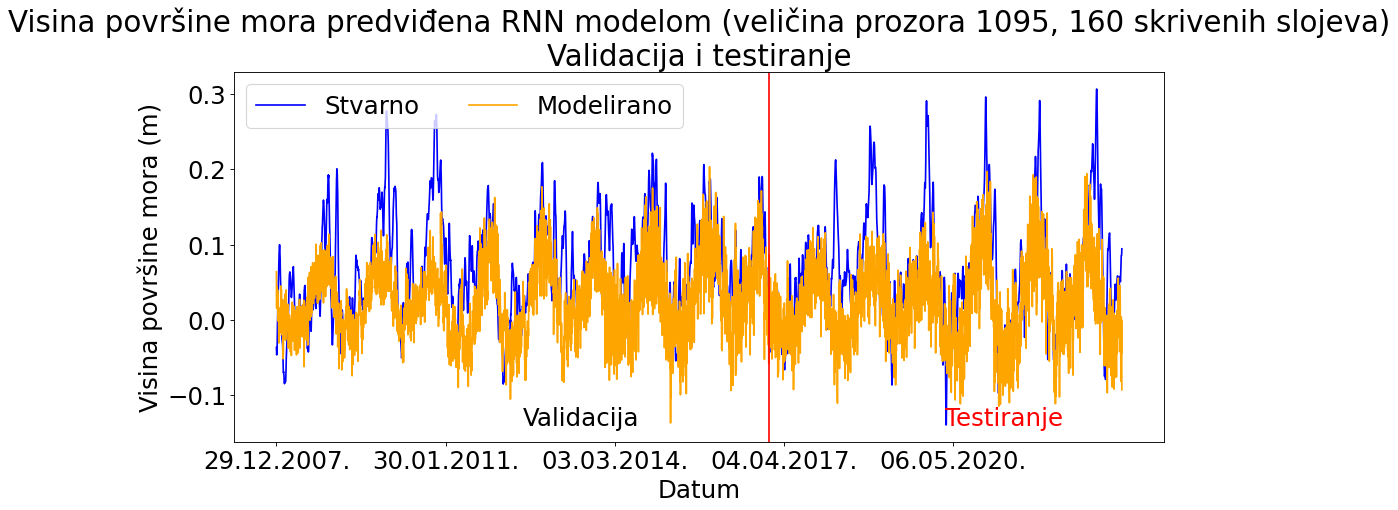 Visina površine mora predviđena RNN modelom (veličina prozora 1095, 160 skrivenih slojeva)
Validacija i testiranje
Stvarno
Modelirano
Visina površine mora (m)
0.3
0.2
0.1
0.0
−0.1
Validacija
Testiranje
29.12.2007.
30.01.2011.
03.03.2014.
04.04.2017.
06.05.2020.
Datum